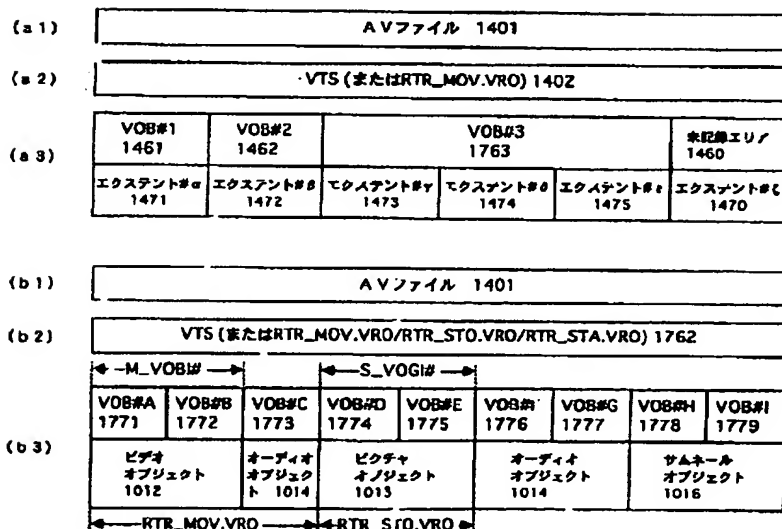 (a1)
AVファイル 1401
(a2)
VTS (またはRTR_MOV.VRO) 1402
(a3)
VOB#1
1461
VOB#2
1462
VOB#3
1763
未記録エリア
1460
エクステント#α
1471
エクステント#β
1472
エクステント#γ
1473
エクステント#δ
1474
エクステント#ε
1475
エクステント#ζ
1470
(b1)
AVファイル 1401
(b2)
VTS (またはRTR_MOV.VRO/RTR_STO.VRO/RTR_STA.VRO) 1762
M_VOBI#
S_VOGI#
(b3)
VOB#A
1771
VOB#B
1772
VOB#C
1773
VOB#D
1774
VOB#E
1775
1776
VOB#G
1777
VOB#H
1778
VOB#I
1779
ビデオ
オブジェクト
1012
オーディオ
オブジェク
ト 1014
ピクチャ
オブジェクト
1013
オーディオ
オブジェクト
1014
サムネール
オブジェクト
1016
RTR_MOV.VRO
RTR_STO.VRO